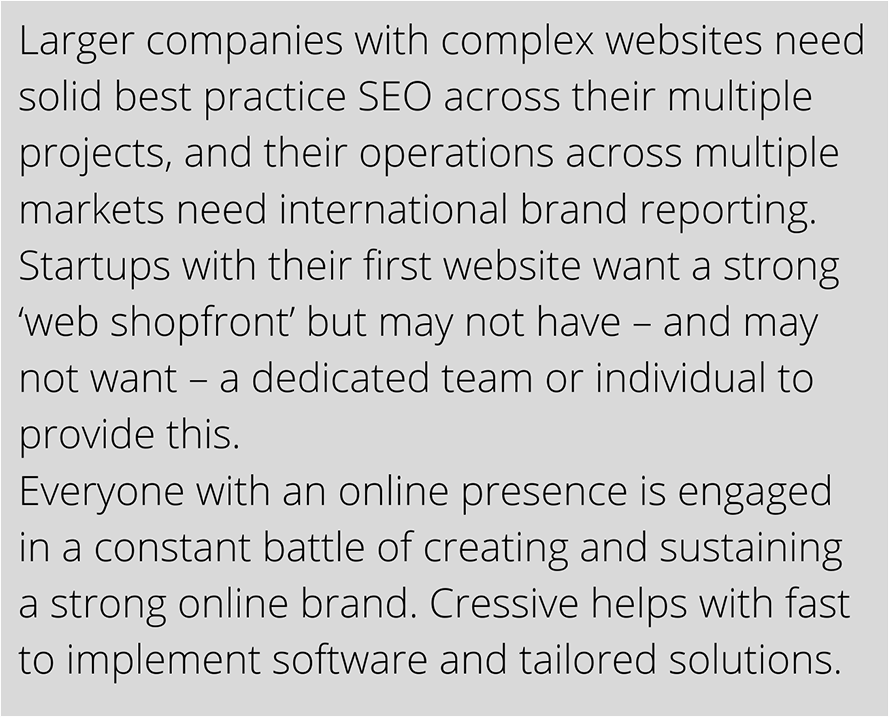 Larger companies with complex websites need
solid best practice SEO across their multiple
projects, and their operations across multiple
markets need international brand reporting.
Startups with their first website want a strong
‘web shopfront’ but may not have – and may
not want – a dedicated team or individual to
provide this.
Everyone with an online presence is engaged
in a constant battle of creating and sustaining
a strong online brand. Cressive helps with fast
to implement software and tailored solutions.